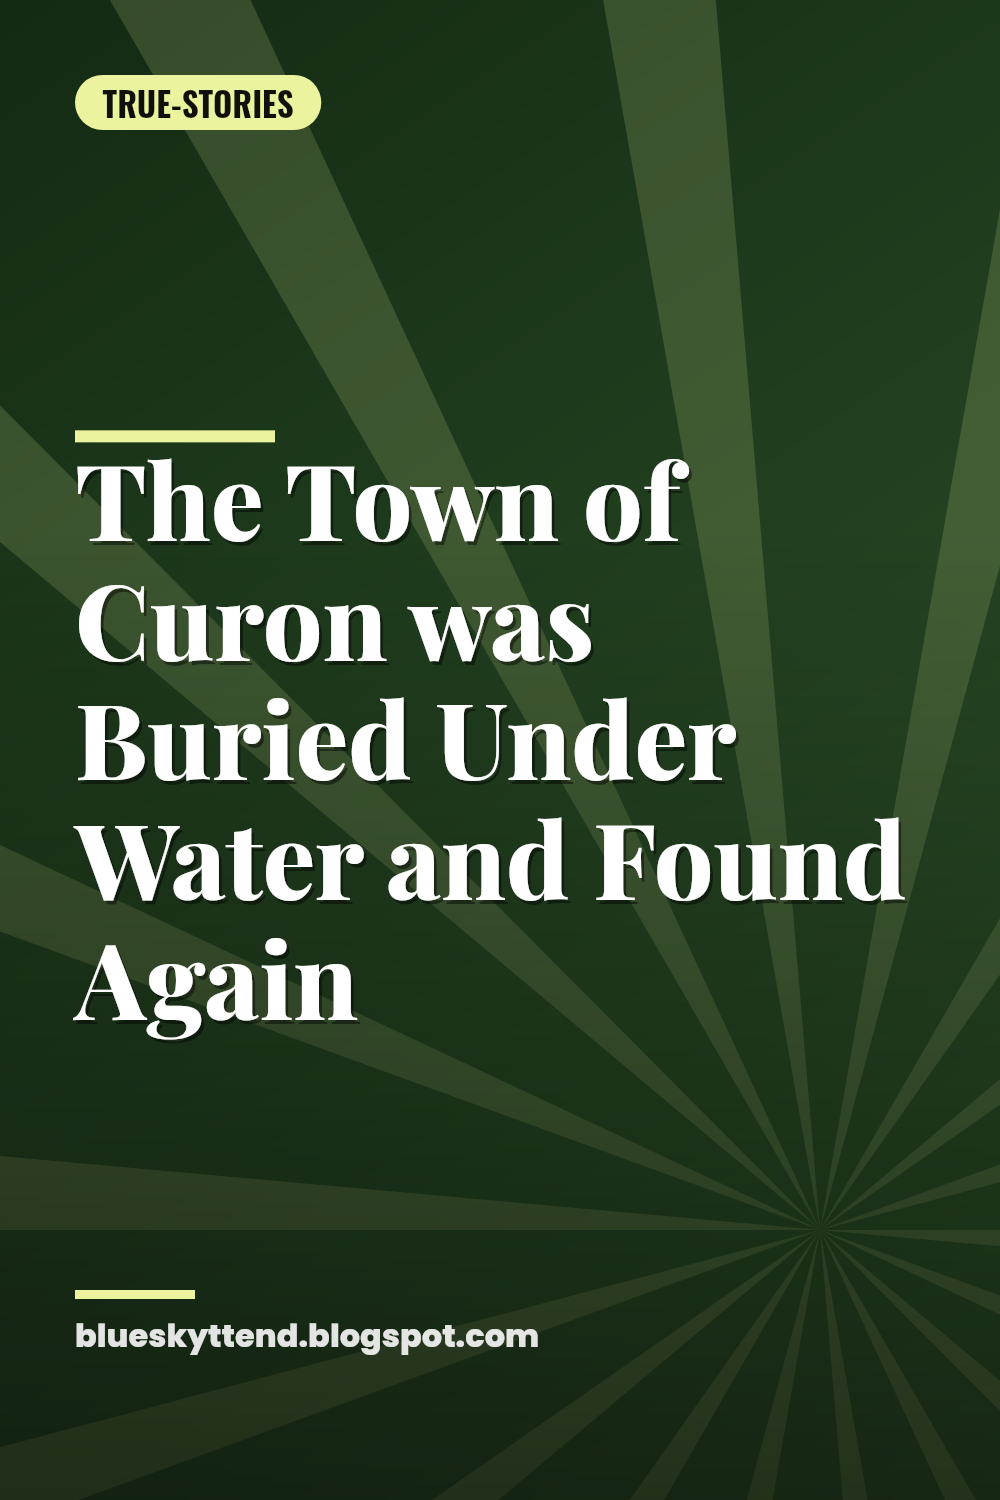 TRUE-STORIES
The Town of
Curon was
Buried Under
Water and Found
Again
blueskyttend.blogspot.com